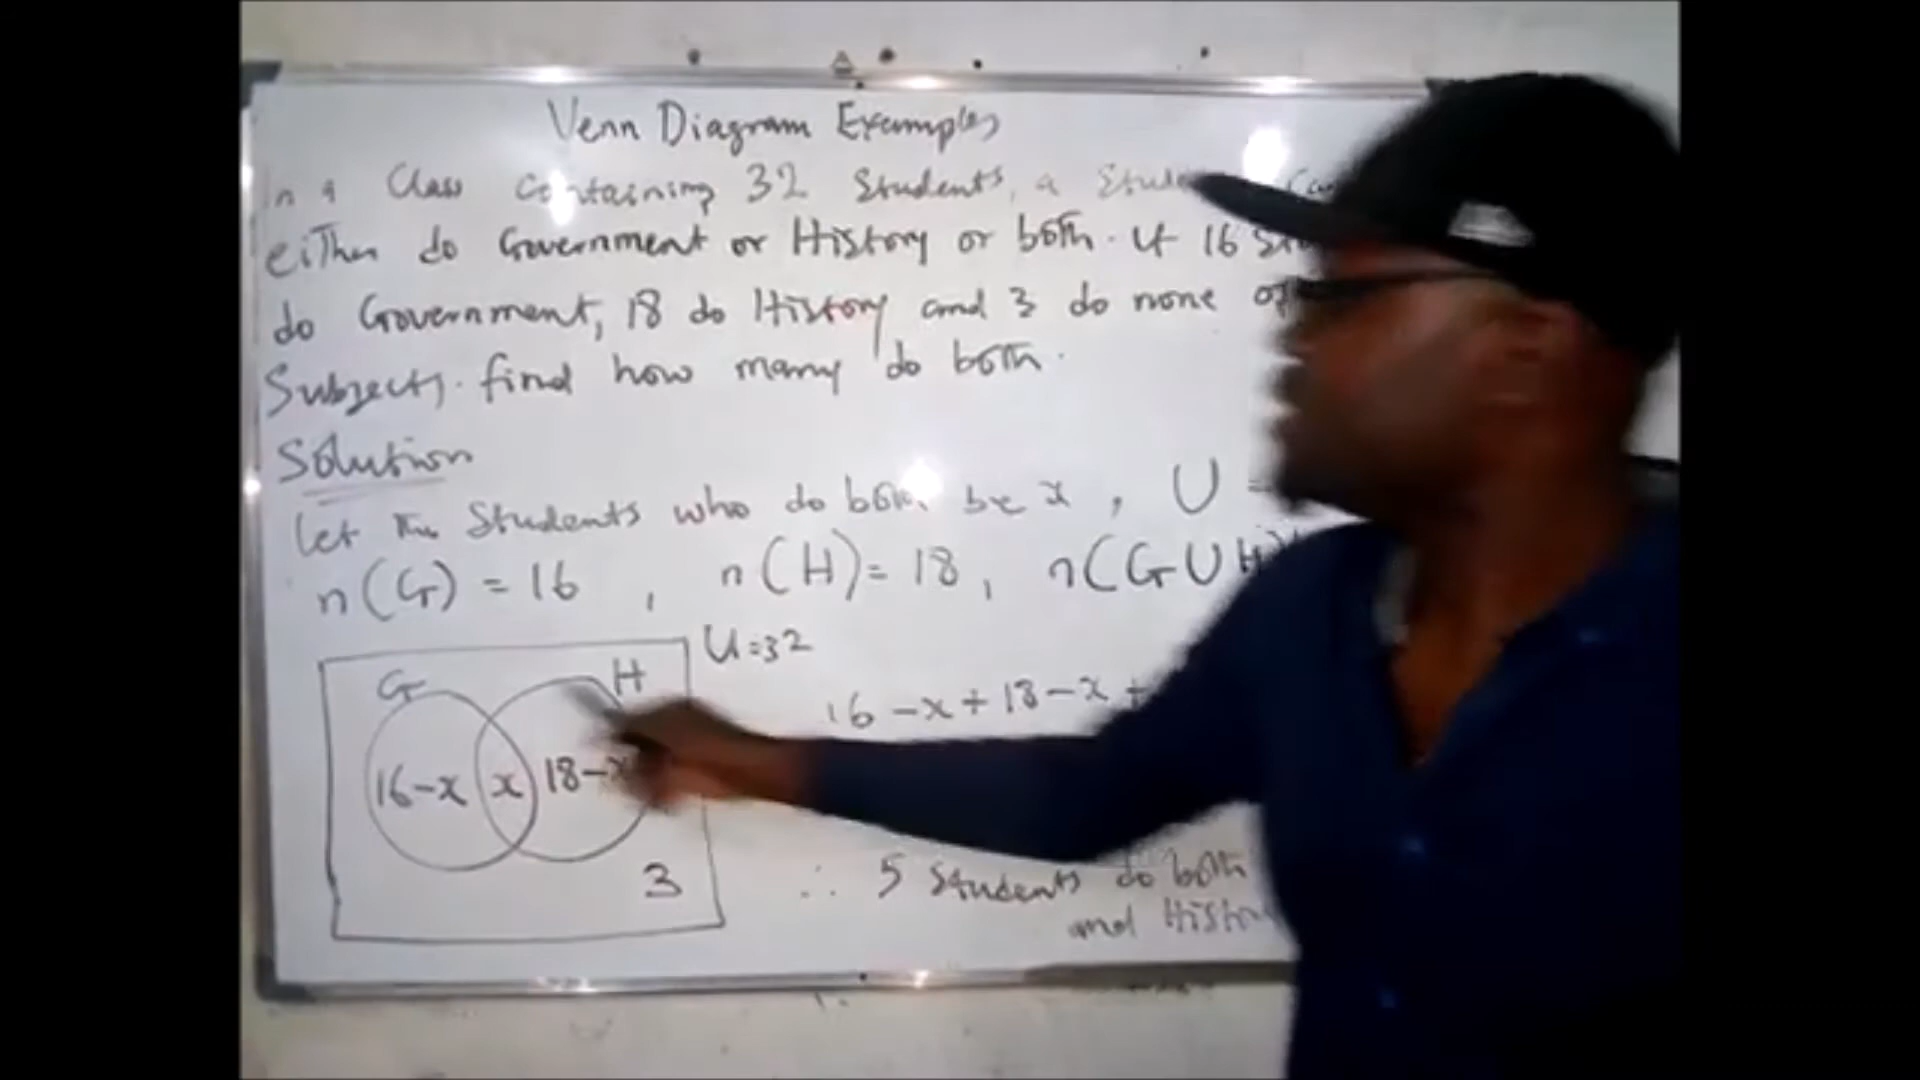 Venn Diagram Examples
in a Class Containing 32 Students, a
either do Government or History or both. If 16
do Government, 18 do History and 3 do none of
Subjects. find how many do both.
Solution
Let the Students who do both be x, U =
n(G) = 16, n(H) = 18, n(G∪H)
U=32
G H
16-x+18-x+
16-x x 18-x
3
∴ 5 Students do both
and